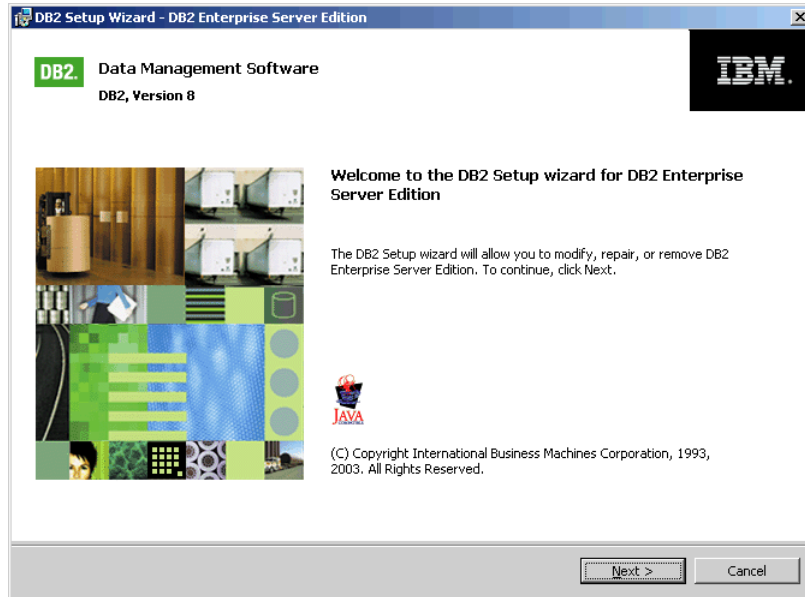 DB2 Setup Wizard - DB2 Enterprise Server Edition
DB2.
Data Management Software
DB2, Version 8
IBM.
Welcome to the DB2 Setup wizard for DB2 Enterprise
Server Edition
The DB2 Setup wizard will allow you to modify, repair, or remove DB2
Enterprise Server Edition. To continue, click Next.
JAVA
COMPATIBLE
(C) Copyright International Business Machines Corporation, 1993,
2003. All Rights Reserved.
Next >
Cancel